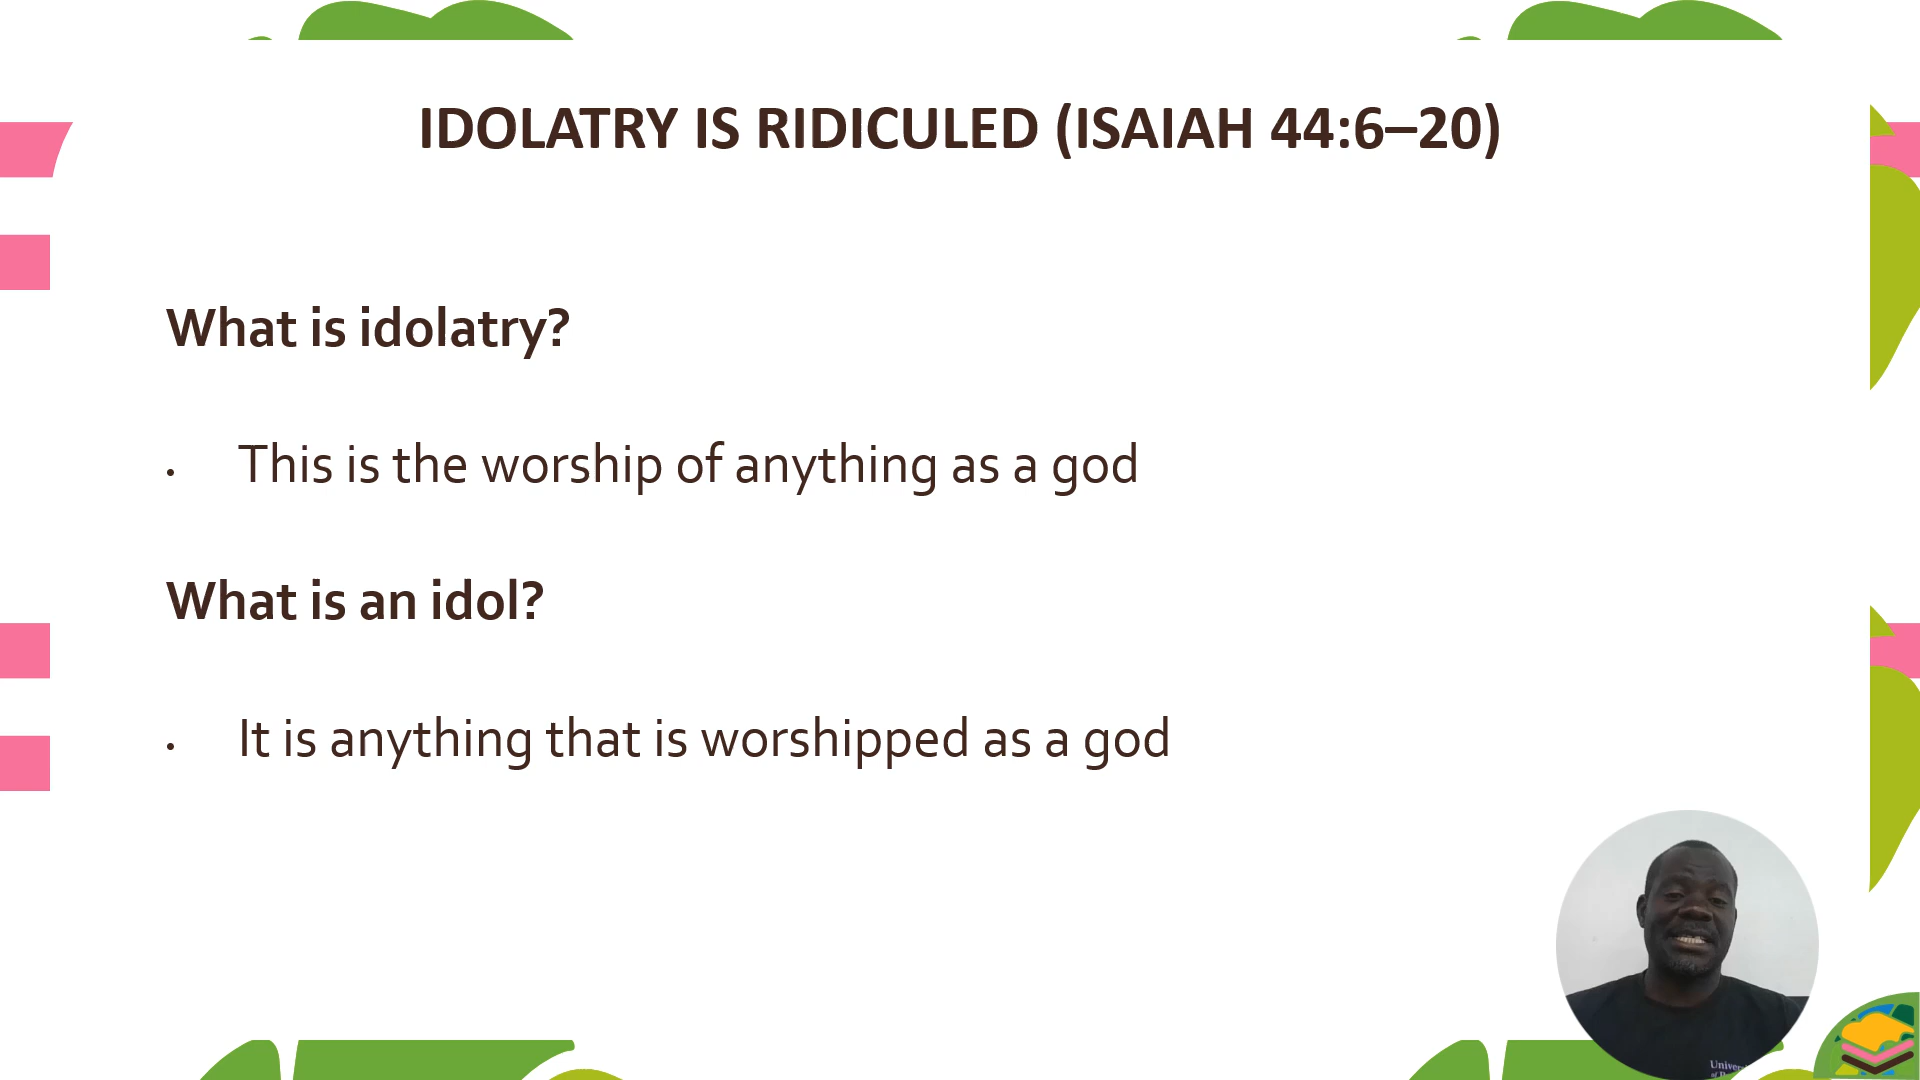 IDOLATRY IS RIDICULED (ISAIAH 44:6–20)
What is idolatry?
• This is the worship of anything as a god
What is an idol?
• It is anything that is worshipped as a god